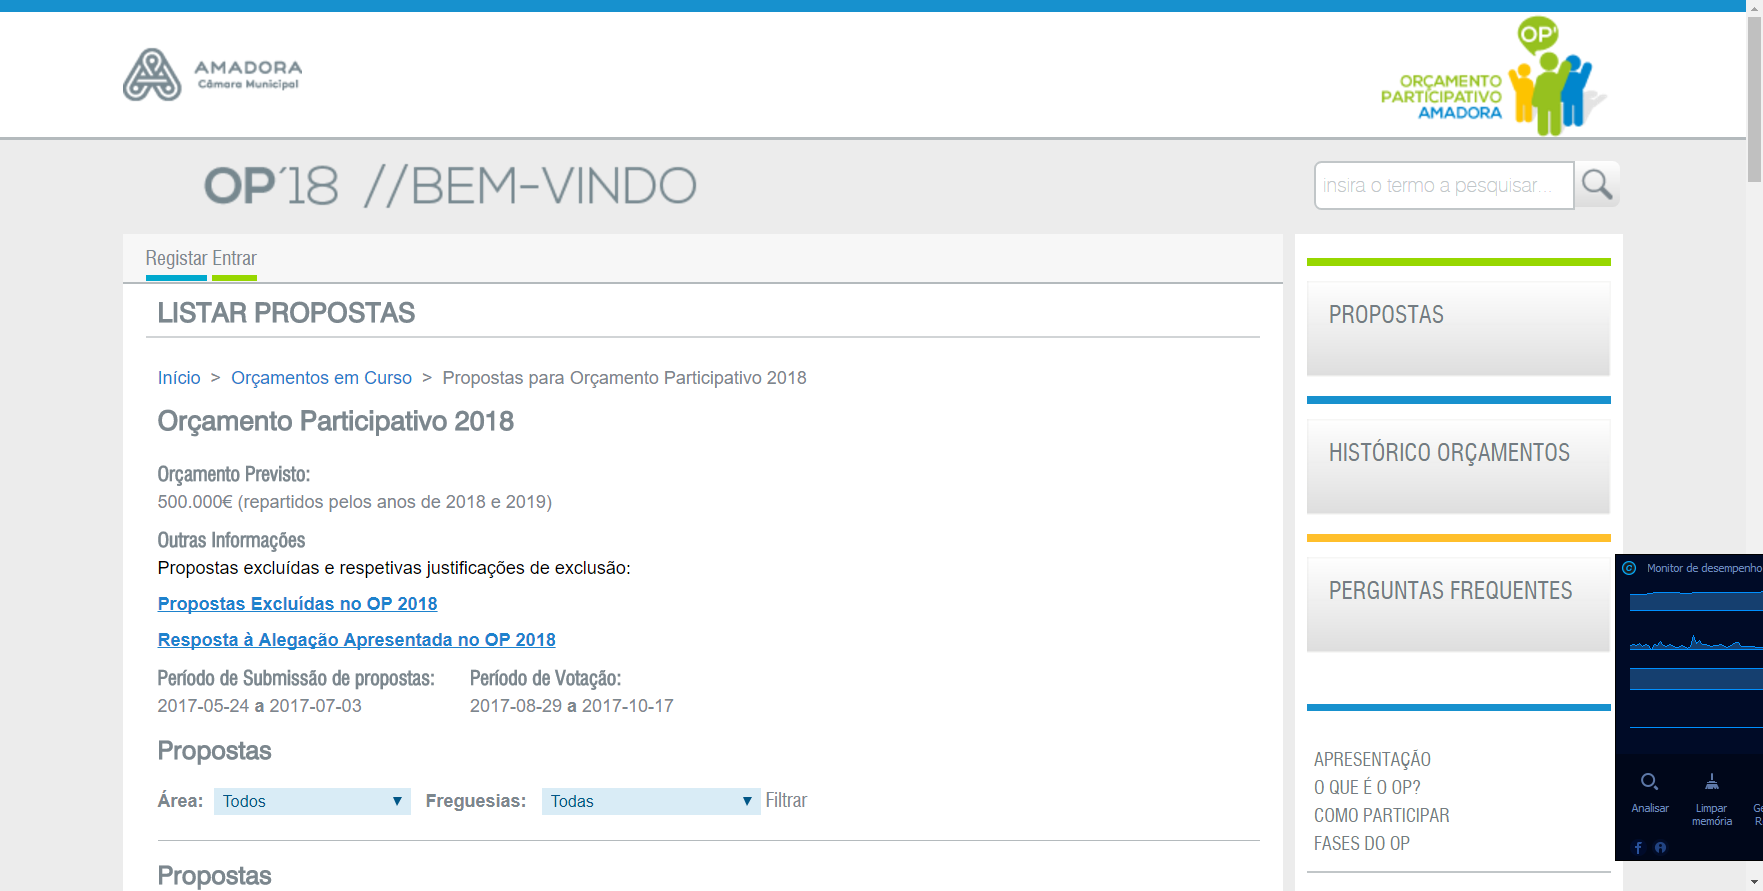 AMADORA
Câmara Municipal
OP'
ORÇAMENTO
PARTICIPATIVO
AMADORA
OP'18 //BEM-VINDO
insira o termo a pesquisar...
Registar Entrar
LISTAR PROPOSTAS
Início > Orçamentos em Curso > Propostas para Orçamento Participativo 2018
Orçamento Participativo 2018
Orçamento Previsto:
500.000€ (repartidos pelos anos de 2018 e 2019)
Outras Informações
Propostas excluídas e respetivas justificações de exclusão:
Propostas Excluídas no OP 2018
Resposta à Alegação Apresentada no OP 2018
Período de Submissão de propostas: Período de Votação:
2017-05-24 a 2017-07-03 2017-08-29 a 2017-10-17
Propostas
Área: Todos Freguesias: Todas Filtrar
Propostas
PROPOSTAS
HISTÓRICO ORÇAMENTOS
PERGUNTAS FREQUENTES
APRESENTAÇÃO
O QUE É O OP?
COMO PARTICIPAR
FASES DO OP
Monitor de desempenho
Analisar
Limpar
memória